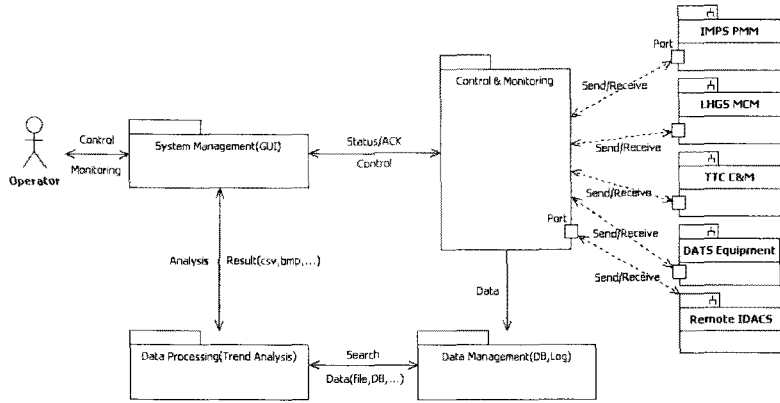 IMPS PMM
Port
Control & Monitoring
Send/Receive
LHGS MCM
Control
Monitoring
Operator
System Management(GUI)
Status/ACK
Control
Send/Receive
TTC C&M
Send/Receive
Port
Send/Receive
DATS Equipment
Analysis
Result(csv,bmp,...)
Send/Receive
Data
Remote IDACS
Data Processing(Trend Analysis)
Search
Data(file,DB,...)
Data Management(DB,Log)